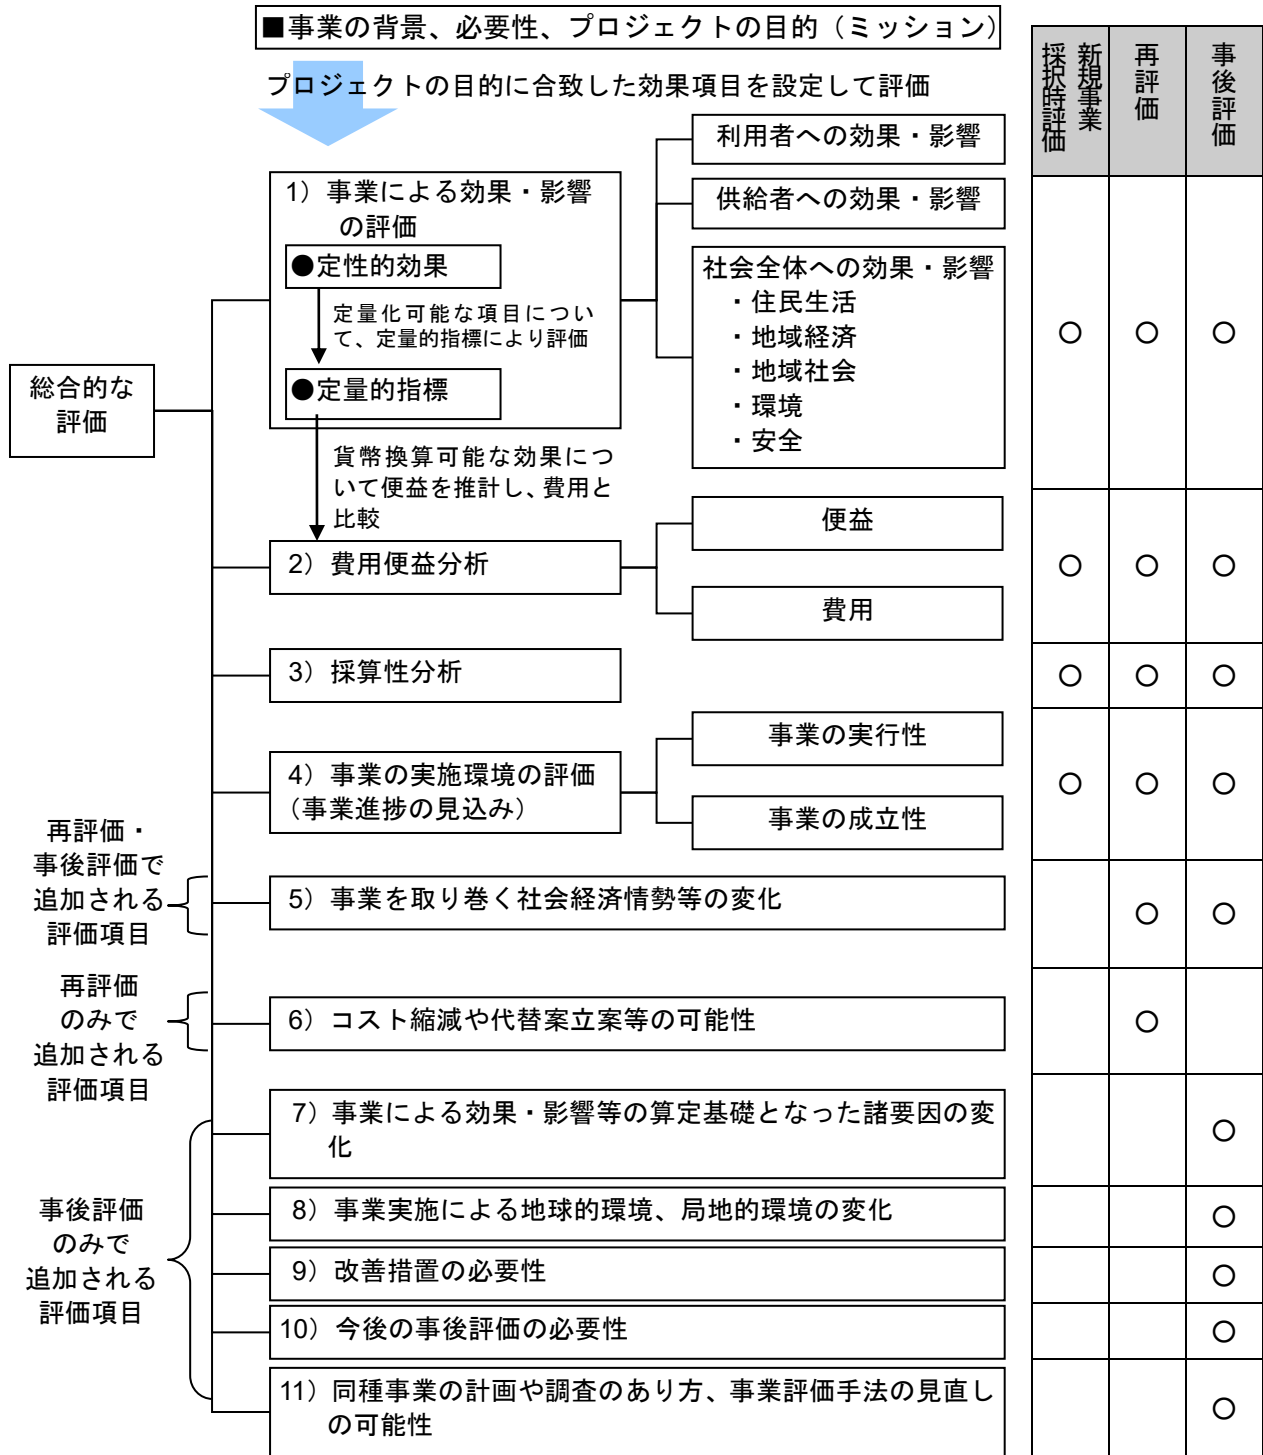 ■事業の背景、必要性、プロジェクトの目的（ミッション）
プロジェクトの目的に合致した効果項目を設定して評価
新規事業
採択時評価
再評価
事後評価
総合的な
評価
1）事業による効果・影響
の評価
●定性的効果
定量化可能な項目につい
て、定量的指標により評価
●定量的指標
貨幣換算可能な効果につ
いて便益を推計し、費用と
比較
利用者への効果・影響
供給者への効果・影響
社会全体への効果・影響
・住民生活
・地域経済
・地域社会
・環境
・安全
○ ○ ○
2）費用便益分析
便益
費用
○ ○ ○
3）採算性分析
○ ○ ○
4）事業の実施環境の評価
（事業進捗の見込み）
事業の実行性
事業の成立性
○ ○ ○
再評価・
事後評価で
追加される
評価項目
5）事業を取り巻く社会経済情勢等の変化
○ ○
再評価
のみで
追加される
評価項目
6）コスト縮減や代替案立案等の可能性
○
事後評価
のみで
追加される
評価項目
7）事業による効果・影響等の算定基礎となった諸要因の変
化
○
8）事業実施による地球的環境、局地的環境の変化
○
9）改善措置の必要性
○
10）今後の事後評価の必要性
○
11）同種事業の計画や調査のあり方、事業評価手法の見直し
の可能性
○